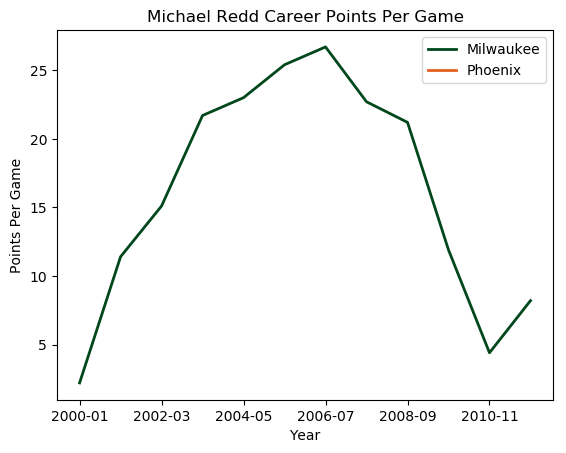 Michael Redd Career Points Per Game
Milwaukee
Phoenix
Points Per Game
25
20
15
10
5
2000-01 2002-03 2004-05 2006-07 2008-09 2010-11
Year